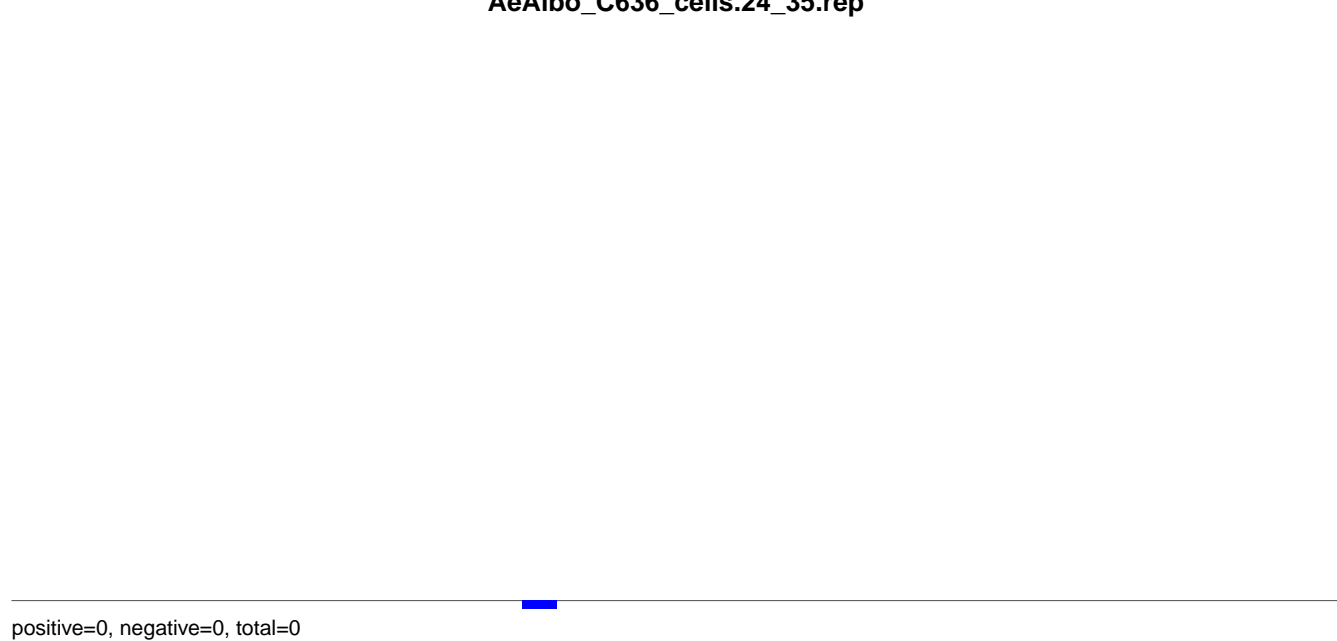 AeAlbo_C636_cells.24_35.rep
positive=0, negative=0, total=0